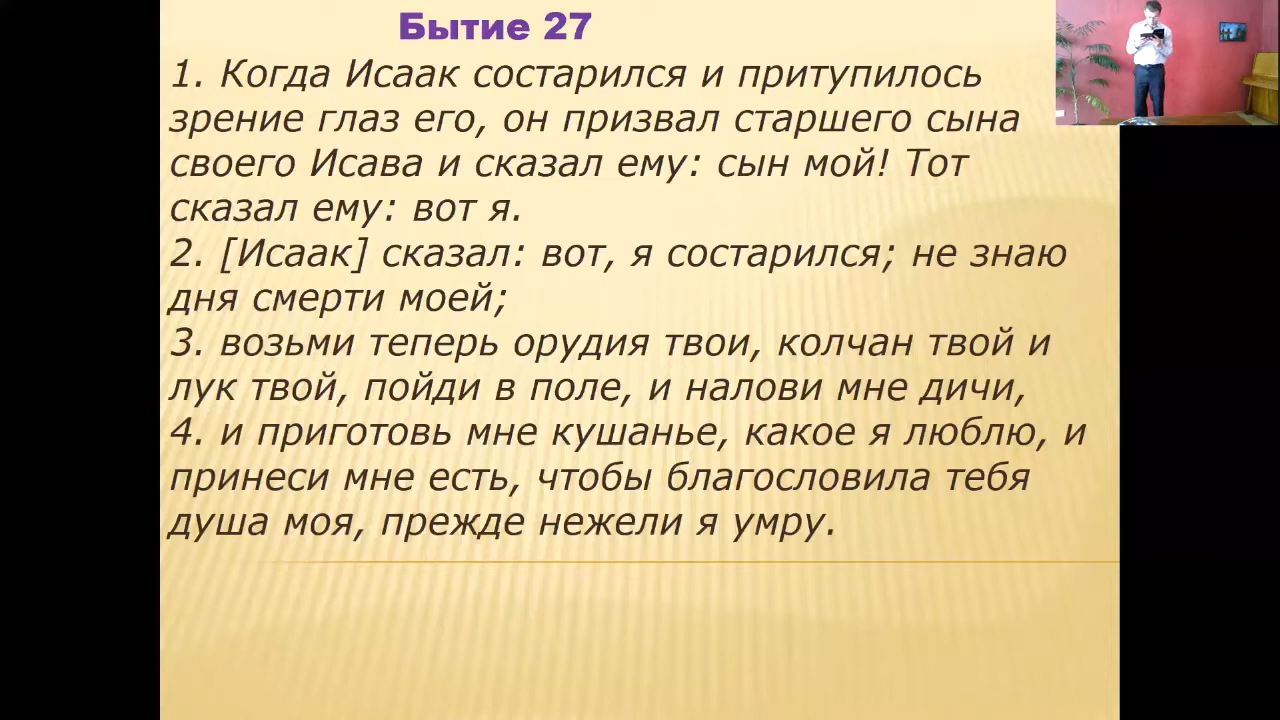 Бытие 27
1. Когда Исаак состарился и притупилось
зрение глаз его, он призвал старшего сына
своего Исава и сказал ему: сын мой! Тот
сказал ему: вот я.
2. [Исаак] сказал: вот, я состарился; не знаю
дня смерти моей;
3. возьми теперь орудия твои, колчан твой и
лук твой, пойди в поле, и налови мне дичи,
4. и приготовь мне кушанье, какое я люблю, и
принеси мне есть, чтобы благословила тебя
душа моя, прежде нежели я умру.